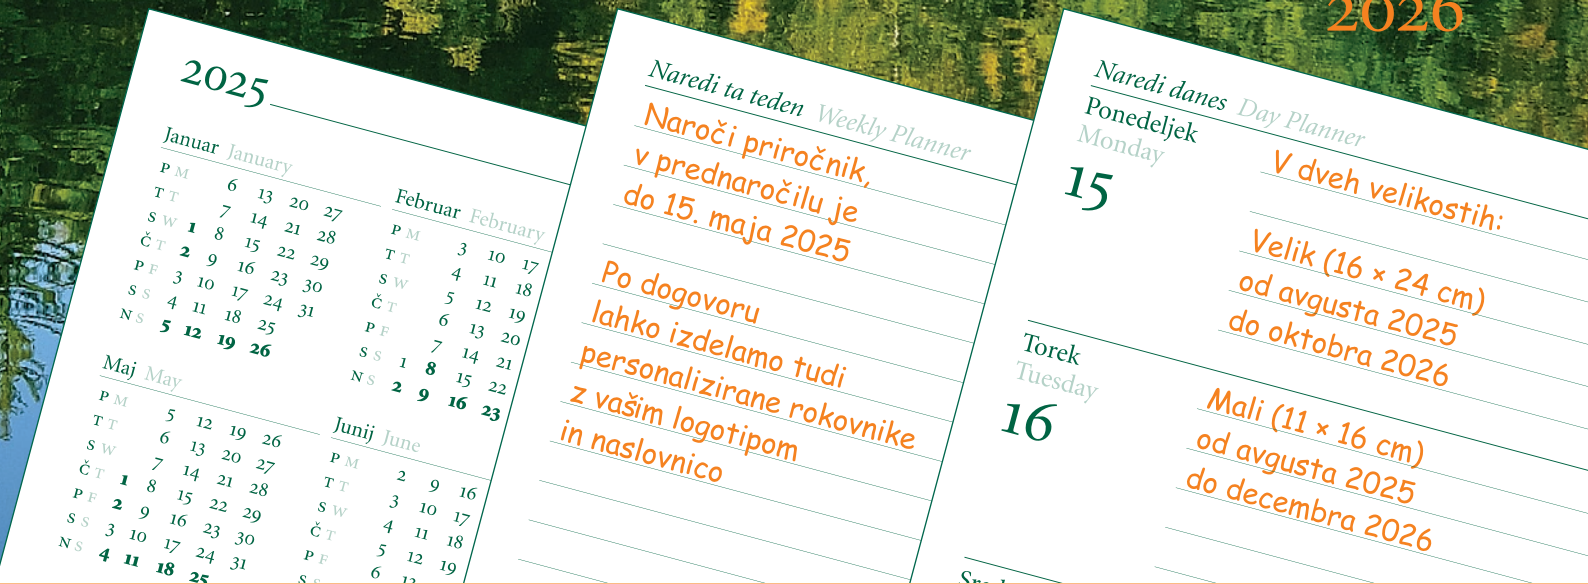 2026
2025
Januar January
P M 6 13 20 27
T T 7 14 21 28
S W 1 8 15 22 29
Č T 2 9 16 23 30
P F 3 10 17 24 31
S S 4 11 18 25
N S 5 12 19 26
Februar February
P M 3 10 17
T T 4 11 18
S W 5 12 19
Č T 6 13 20
P F 7 14 21
S S 1 8 15 22
N S 2 9 16 23
Maj May
P M 5 12 19 26
T T 6 13 20 27
S W 7 14 21 28
Č T 1 8 15 22 29
P F 2 9 16 23 30
S S 3 10 17 24 31
N S 4 11 18 25
Junij June
P M 2 9 16
T T 3 10 17
S W 4 11 18
Č T 5 12 19
P F 6
S S
Naredi ta teden Weekly Planner
Naroči priročnik,
v prednaročilu je
do 15. maja 2025
Po dogovoru
lahko izdelamo tudi
personalizirane rokovnike
z vašim logotipom
in naslovnico
Naredi danes Day Planner
Ponedeljek
Monday
15
V dveh velikostih:
Velik (16 × 24 cm)
od avgusta 2025
do oktobra 2026
Torek
Tuesday
16
Mali (11 × 16 cm)
od avgusta 2025
do decembra 2026